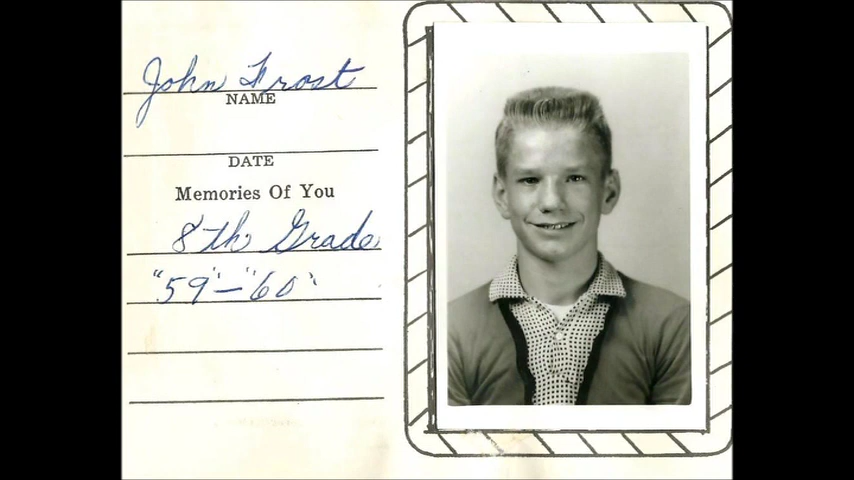 John Frost
NAME
DATE
Memories Of You
8th Grade
"59"—"60"